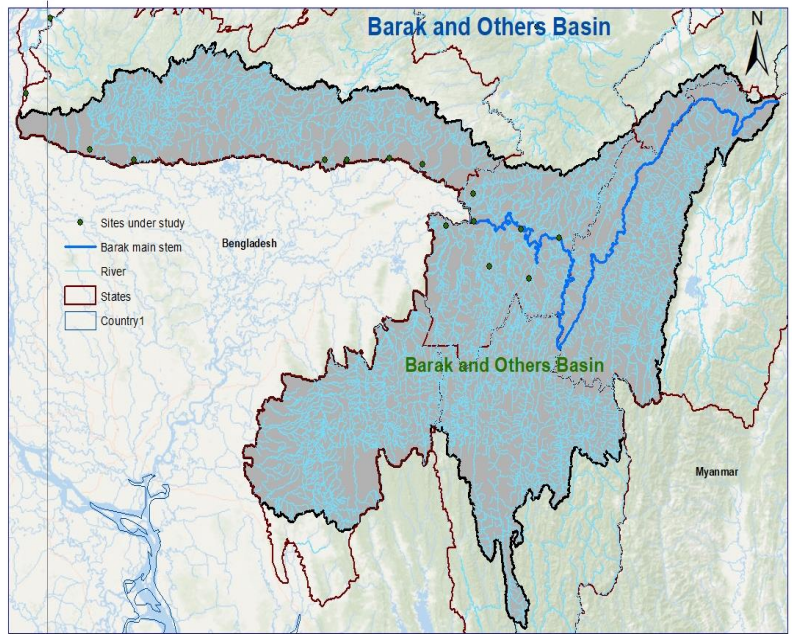 Barak and Others Basin
N
Sites under study
Barak main stem
Bengladesh
River
States
Country1
Barak and Others Basin
Myanmar